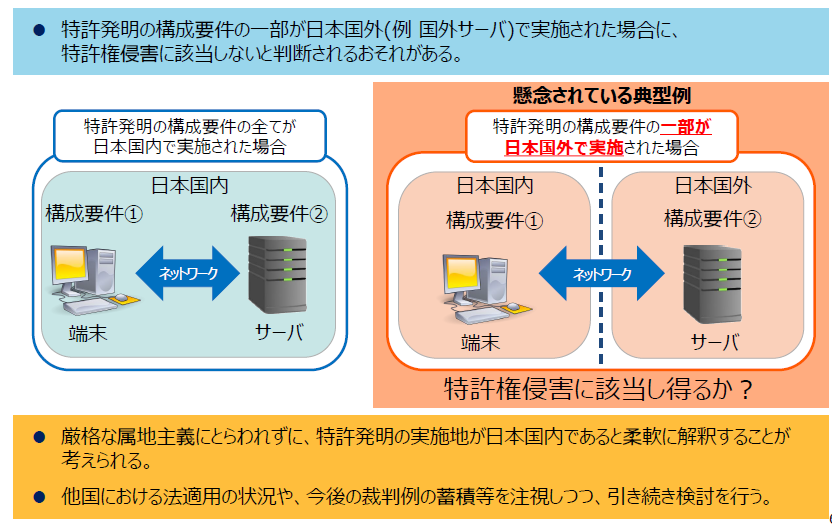 ● 特許発明の構成要件の一部が日本国外(例 国外サーバ)で実施された場合に、
特許権侵害に該当しないと判断されるおそれがある。
特許発明の構成要件の全てが
日本国内で実施された場合
日本国内
構成要件①
構成要件②
ネットワーク
端末
サーバ
懸念されている典型例
特許発明の構成要件の一部が
日本国外で実施された場合
日本国内
日本国外
構成要件①
構成要件②
ネットワーク
端末
サーバ
特許権侵害に該当し得るか?
● 厳格な属地主義にとらわれずに、特許発明の実施地が日本国内であると柔軟に解釈することが
考えられる。
● 他国における法適用の状況や、今後の裁判例の蓄積等を注視しつつ、引き続き検討を行う。